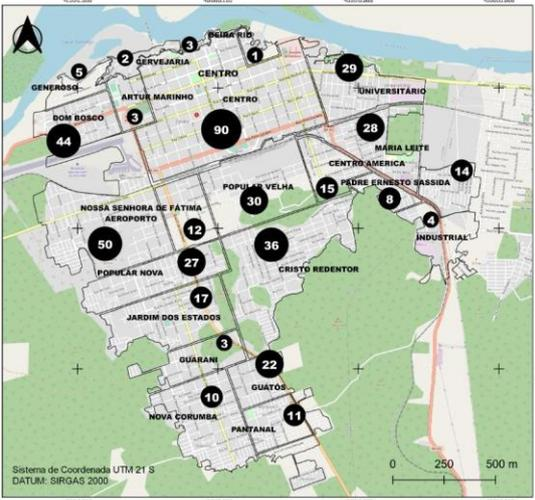 BEIRA RIO
3
1
2
CERVEJARIA
5
CENTRO
29
GENEROSO
UNIVERSITÁRIO
ARTUR MARINHO
CENTRO
DOM BOSCO
3
90
28
44
MARIA LEITE
CENTRO AMERICA
14
POPULAR VELHA
15
PADRE ERNESTO SASSIDA
30
8
NOSSA SENHORA DE FÁTIMA
AEROPORTO
4
12
INDUSTRIAL
50
36
27
POPULAR NOVA
CRISTO REDENTOR
17
JARDIM DOS ESTADOS
3
GUARANI
22
GUATÓS
10
NOVA CORUMBA
11
PANTANAL
Sistema de Coordenada UTM 21 S
DATUM: SIRGAS 2000
0 250 500 m